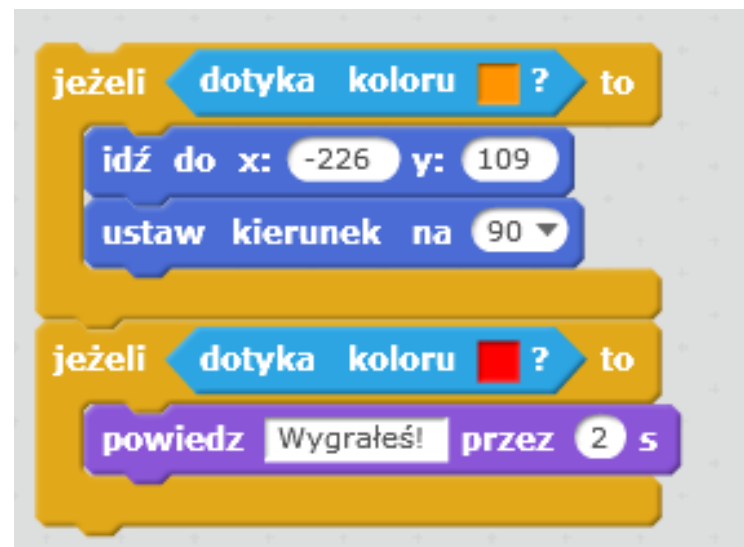 jeżeli dotyka koloru ? to
idź do x: -226 y: 109
ustaw kierunek na 90
jeżeli dotyka koloru ? to
powiedz Wygrałeś! przez 2 s